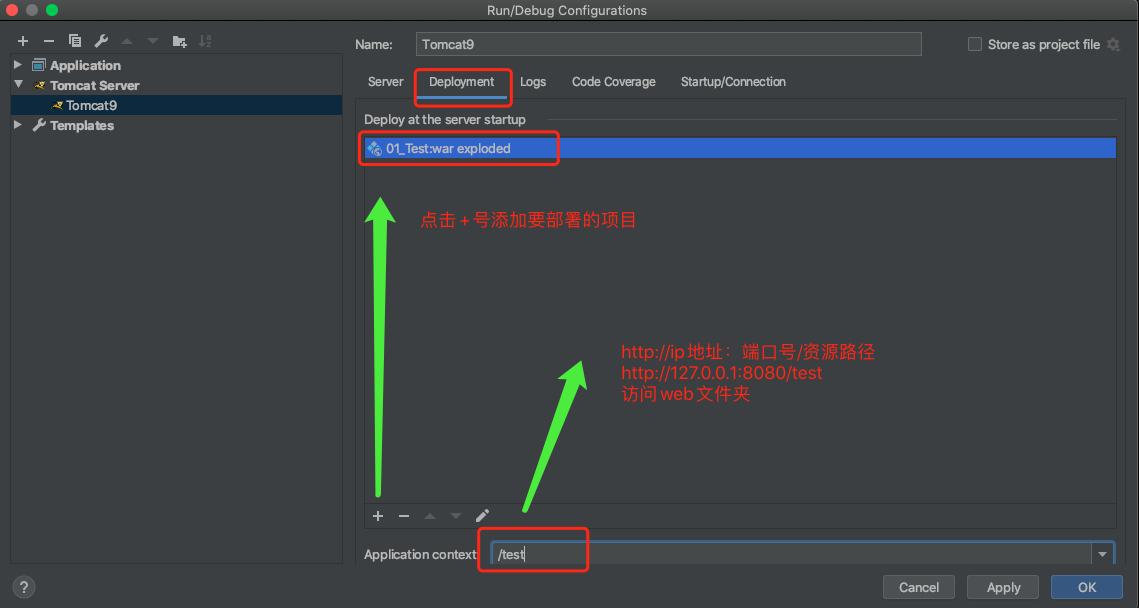 Run/Debug Configurations
Name:
Tomcat9
Store as project file
Application
Tomcat Server
Tomcat9
Templates
Server
Deployment
Logs
Code Coverage
Startup/Connection
Deploy at the server startup
01_Test:war exploded
点击+号添加要部署的项目
http://ip地址：端口号/资源路径
http://127.0.0.1:8080/test
访问web文件夹
Application context:
/test
?
Cancel
Apply
OK